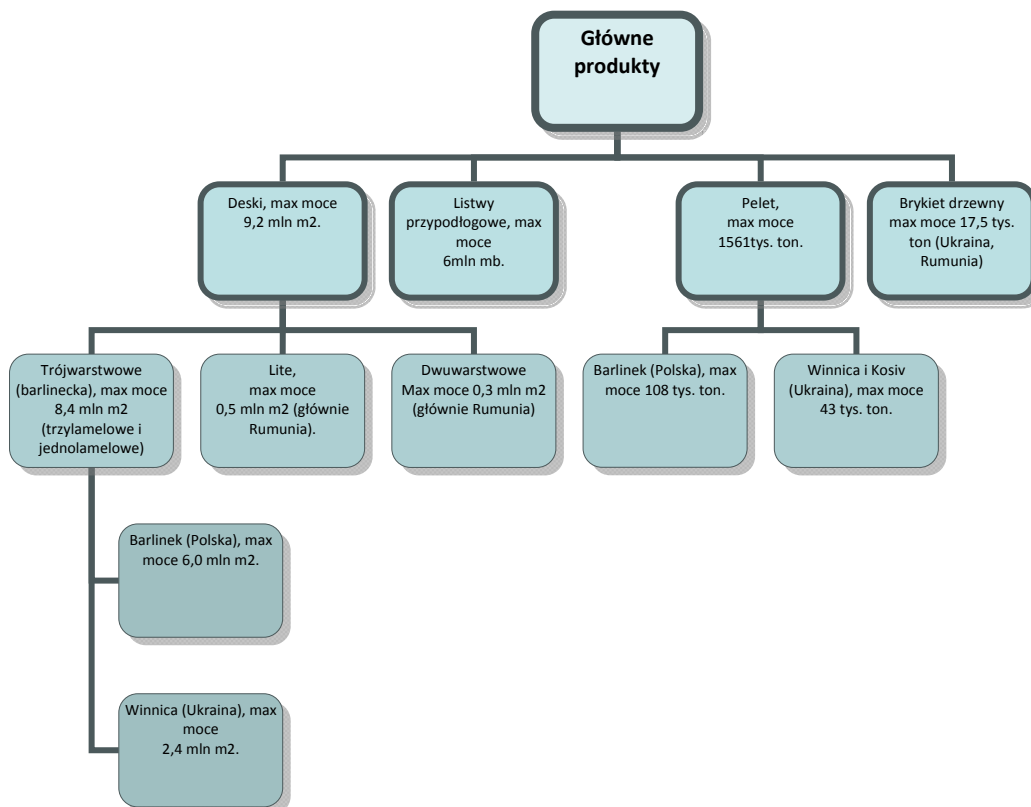 Główne
produkty
Deski, max moce
9,2 mln m2.
Listwy
przypodłogowe, max
moce
6mln mb.
Pelet,
max moce
1561tys. ton.
Brykiet drzewny
max moce 17,5 tys.
ton (Ukraina,
Rumunia)
Trójwarstwowe
(barlinecka), max moce
8,4 mln m2
(trzylamelowe i
jednolamelowe)
Lite,
max moce
0,5 mln m2 (głównie
Rumunia).
Dwuwarstwowe
Max moce 0,3 mln m2
(głównie Rumunia)
Barlinek (Polska), max
moce 108 tys. ton.
Winnica i Kosiv
(Ukraina), max moce
43 tys. ton.
Barlinek (Polska), max
moce 6,0 mln m2.
Winnica (Ukraina), max
moce
2,4 mln m2.